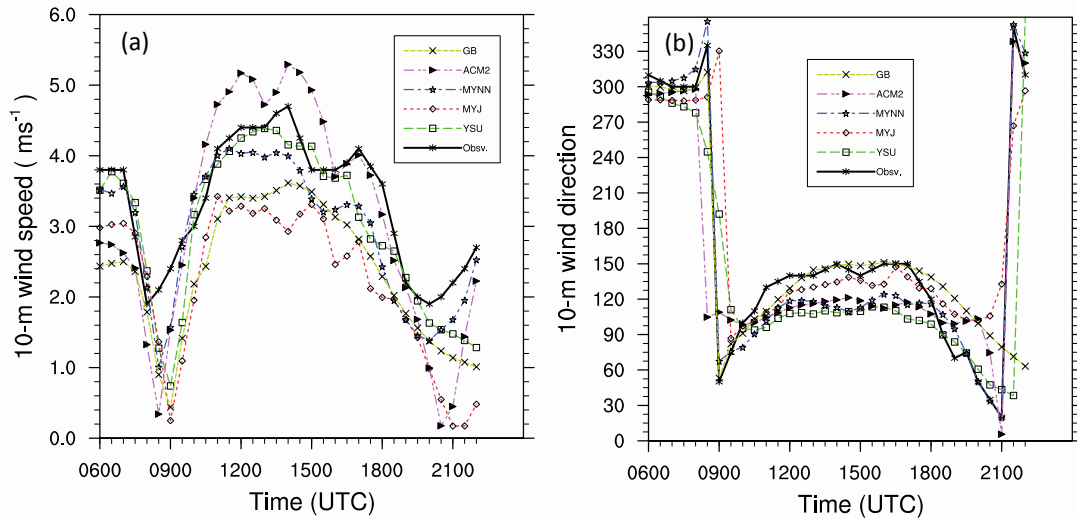 (a)
6.0
5.0
4.0
3.0
2.0
1.0
0.0
10-m wind speed ( ms-1)
GB
ACM2
MYNN
MYJ
YSU
Obsv.
0600
0900
1200
1500
1800
2100
Time (UTC)
(b)
330
300
270
240
210
180
150
120
90
60
30
0
10-m wind direction
GB
ACM2
MYNN
MYJ
YSU
Obsv.
0600
0900
1200
1500
1800
2100
Time (UTC)